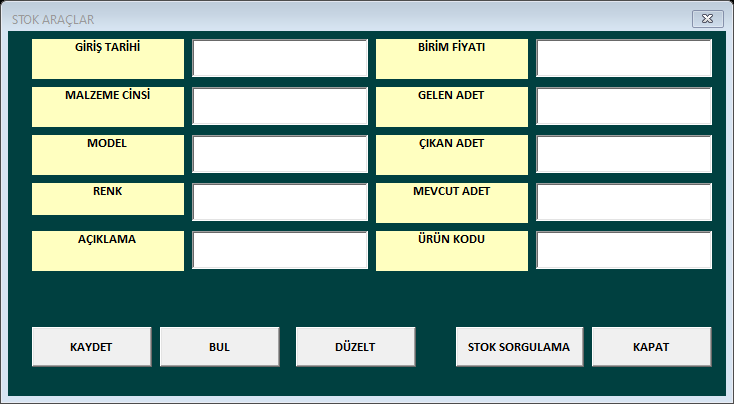 STOK ARAÇLAR
GİRİŞ TARİHİ
BİRİM FİYATI
MALZEME CİNSİ
GELEN ADET
MODEL
ÇIKAN ADET
RENK
MEVCUT ADET
AÇIKLAMA
ÜRÜN KODU
KAYDET
BUL
DÜZELT
STOK SORGULAMA
KAPAT